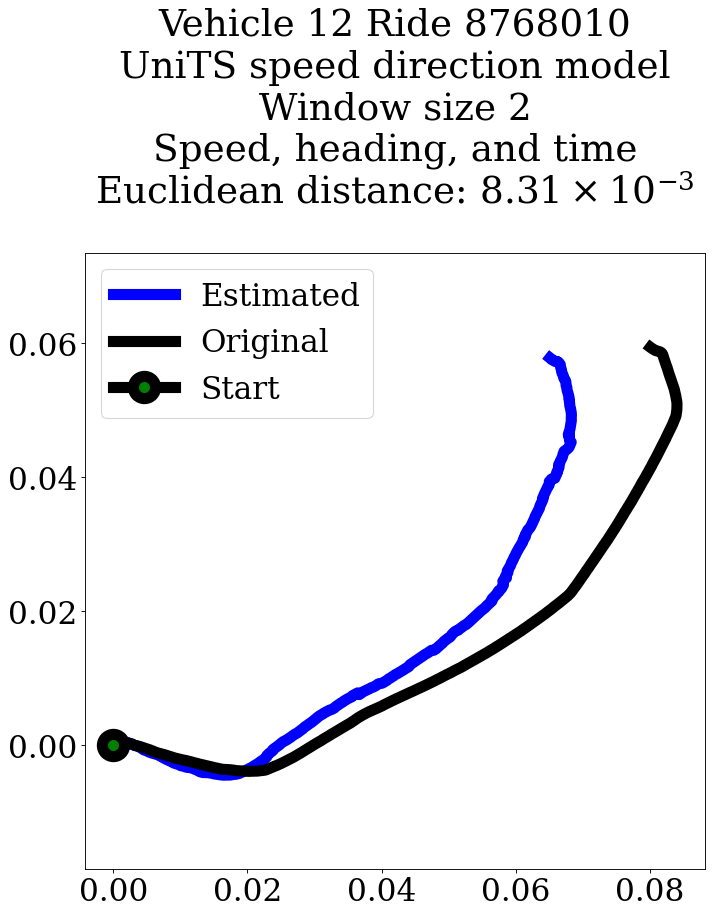 Vehicle 12 Ride 8768010
UniTS speed direction model
Window size 2
Speed, heading, and time
Euclidean distance: 8.31 × 10⁻³
Estimated
Original
Start
0.06
0.04
0.02
0.00
0.00 0.02 0.04 0.06 0.08